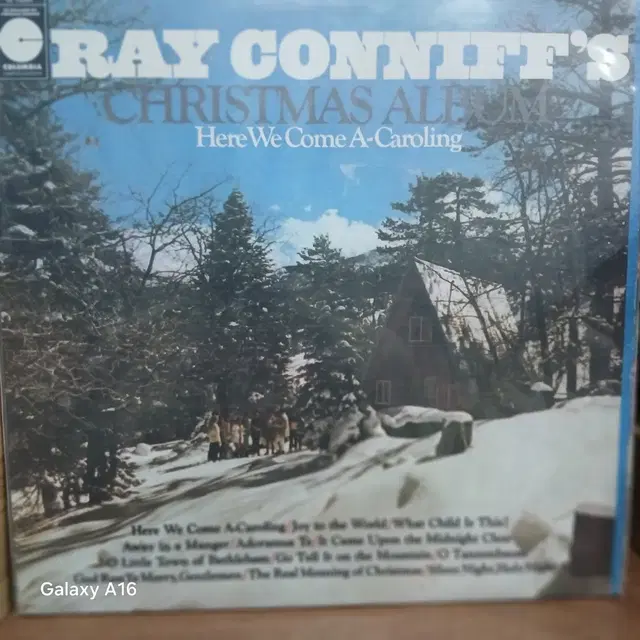 COLUMBIA
RAY CONNIFF'S
CHRISTMAS ALBUM
Here We Come A-Caroling
Here We Come A-Caroling/Joy to the World/What Child Is This?
Away in a Manger/Adoramus Te/It Came Upon the Midnight Clear
O Little Town of Bethlehem/Go Tell It on the Mountain/O Tannenbaum
God Rest Ye Merry, Gentlemen/The Real Meaning of Christmas/Silent Night, Holy Night
Galaxy A16